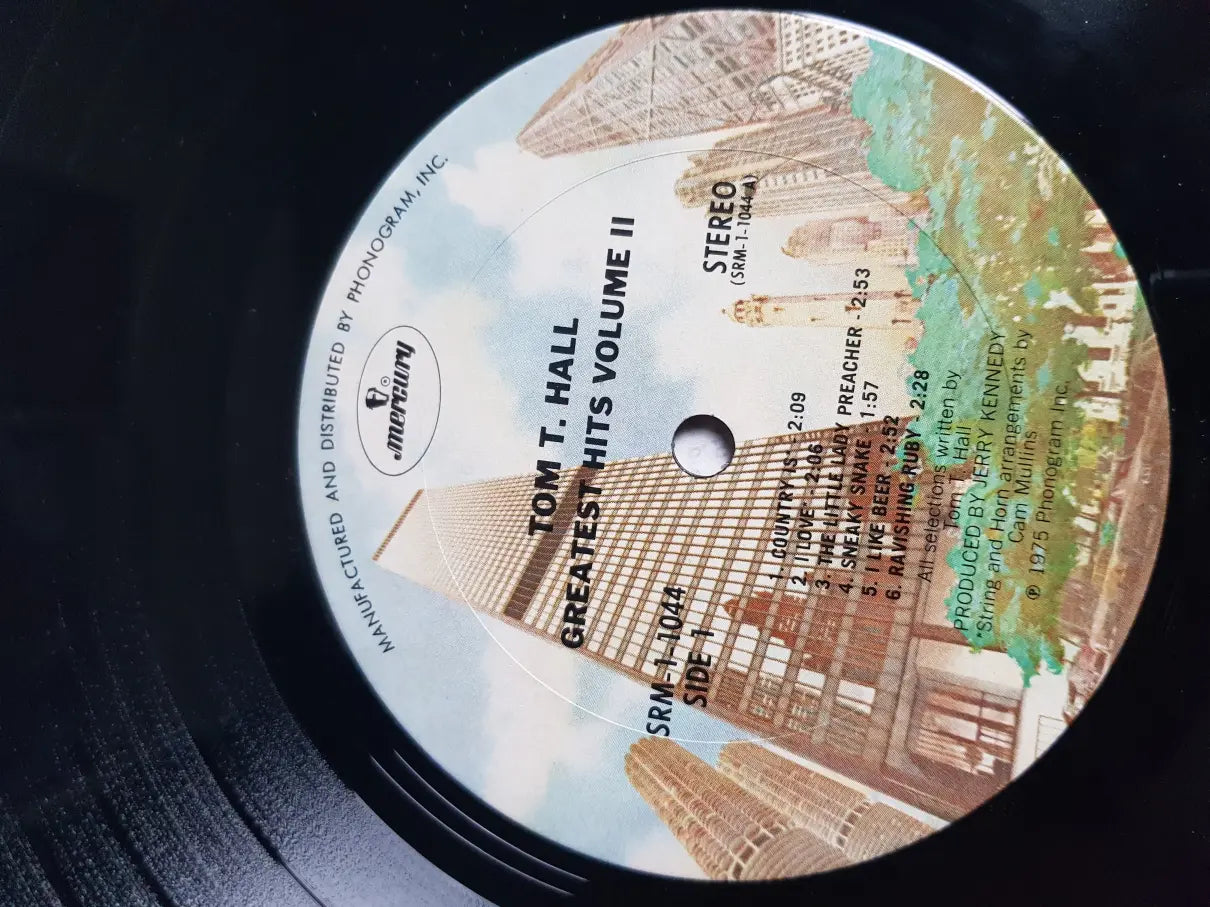 MANUFACTURED AND DISTRIBUTED BY PHONOGRAM, INC.
mercury
®
TOM T. HALL
GREATEST HITS VOLUME II
SRM-1-1044
SIDE 1
STEREO
(SRM-1-1044 A)
1. COUNTRY IS - 2:09
2. I LOVE - 2:06
3. THE LITTLE LADY PREACHER - 2:53
4. SNEAKY SNAKE - 1:57
5. I LIKE BEER - 2:52
6. RAVISHING RUBY - 2:28
All selections written by
Tom T. Hall
PRODUCED BY JERRY KENNEDY
*String and Horn arrangements by
Cam Mullins
℗ 1975 Phonogram Inc.